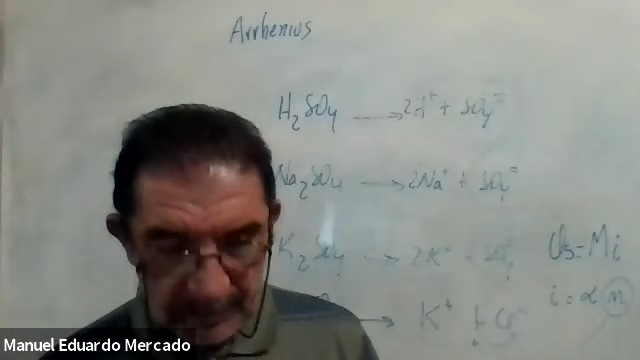 Arrhenius
H₂SO₄ → 2H⁺ + SO₄⁼
Na₂SO₄ → 2Na⁺ + SO₄⁼
K₂SO₄ → 2K⁺ + SO₄⁼
Os = Mi
→ K⁺ + Cl⁻
i = α n
Manuel Eduardo Mercado